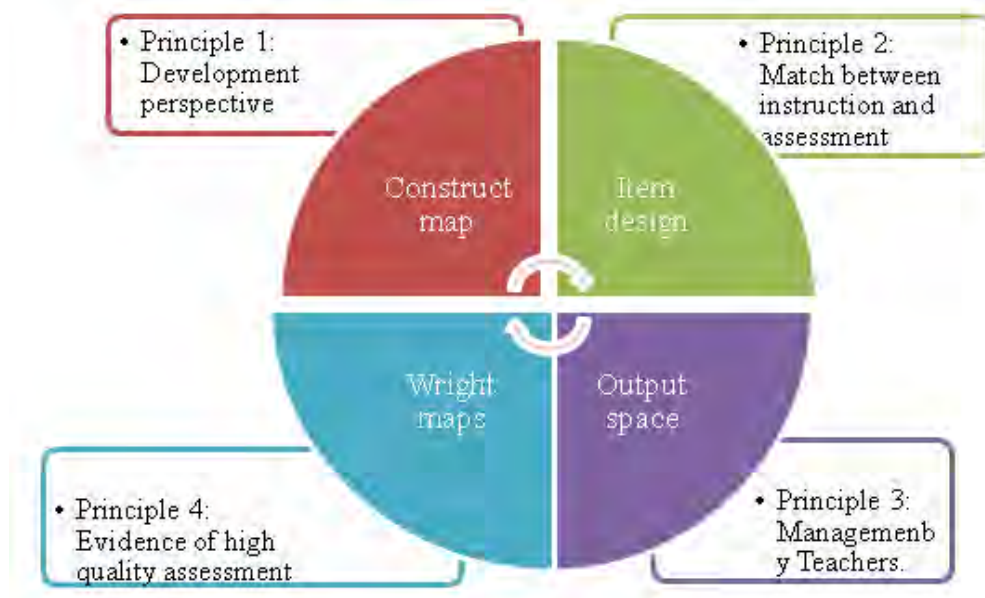 • Principle 1:
Development
perspective
• Principle 2:
Match between
instruction and
assessment
Construct
map
Item
design
Wright
maps
Output
space
• Principle 4:
Evidence of high
quality assessment
• Principle 3:
Managemenb
y Teachers.